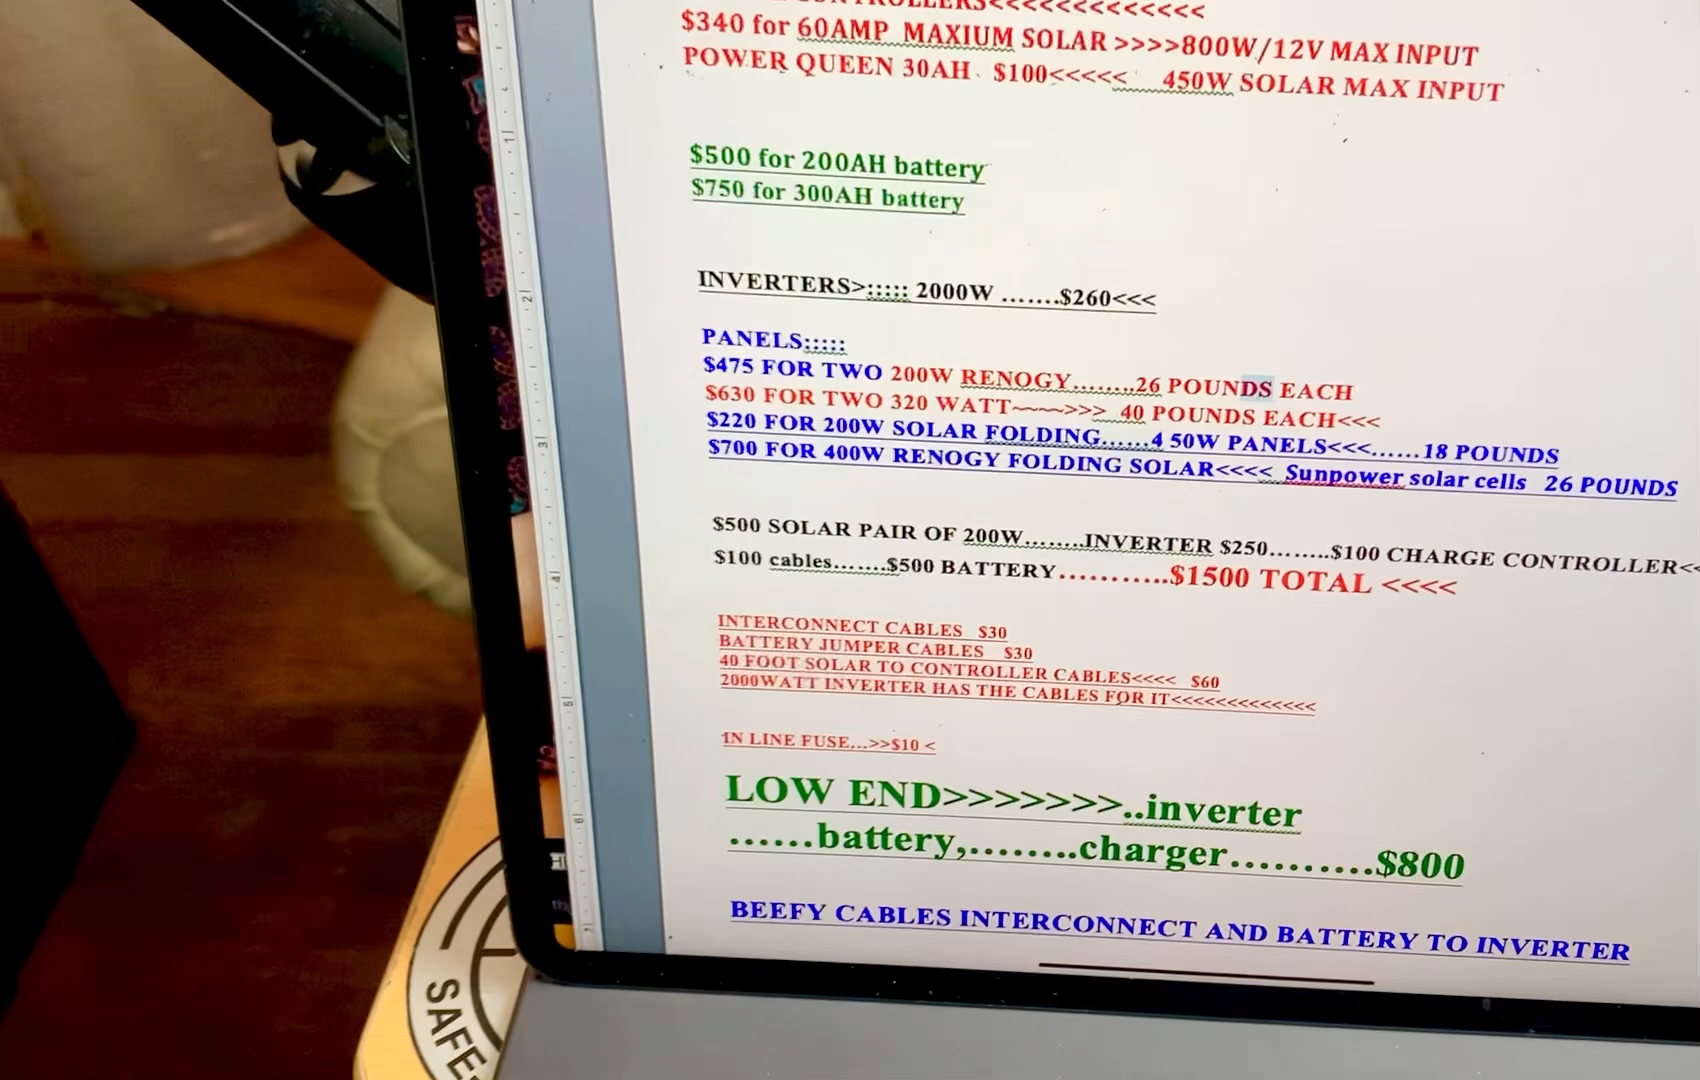 $340 for 60AMP MAXIUM SOLAR >>>>800W/12V MAX INPUT
POWER QUEEN 30AH $100<<<<< 450W SOLAR MAX INPUT
$500 for 200AH battery
$750 for 300AH battery
INVERTERS>::::: 2000W .......$260<<<
PANELS:::::
$475 FOR TWO 200W RENOGY........26 POUNDS EACH
$630 FOR TWO 320 WATT~~~~>>> 40 POUNDS EACH<<<
$220 FOR 200W SOLAR FOLDING......4 50W PANELS<<<......18 POUNDS
$700 FOR 400W RENOGY FOLDING SOLAR<<<< Sunpower solar cells 26 POUNDS
$500 SOLAR PAIR OF 200W........INVERTER $250........$100 CHARGE CONTROLLER<<
$100 cables.......$500 BATTERY...........$1500 TOTAL <<<<
INTERCONNECT CABLES $30
BATTERY JUMPER CABLES $30
40 FOOT SOLAR TO CONTROLLER CABLES<<<< $60
2000WATT INVERTER HAS THE CABLES FOR IT<<<<<<<<<<<<<
IN LINE FUSE...>>$10 <
LOW END>>>>>>>..inverter
......battery,........charger..........$800
BEEFY CABLES INTERCONNECT AND BATTERY TO INVERTER